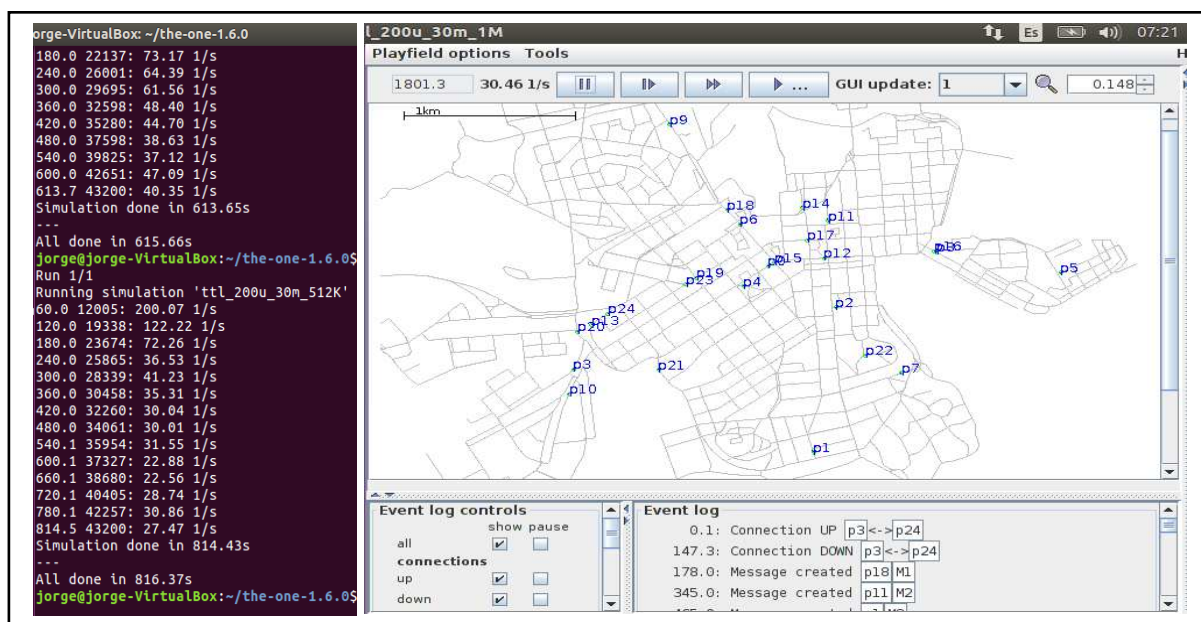 orge-VirtualBox: ~/the-one-1.6.0
180.0 22137: 73.17 1/s
240.0 26001: 64.39 1/s
300.0 29695: 61.56 1/s
360.0 32598: 48.40 1/s
420.0 35280: 44.70 1/s
480.0 37598: 38.63 1/s
540.0 39825: 37.12 1/s
600.0 42651: 47.09 1/s
613.7 43200: 40.35 1/s
Simulation done in 613.65s
---
All done in 615.66s
jorge@jorge-VirtualBox:~/the-one-1.6.0$
Run 1/1
Running simulation 'ttl_200u_30m_512K'
60.0 12005: 200.07 1/s
120.0 19338: 122.22 1/s
180.0 23674: 72.26 1/s
240.0 25865: 36.53 1/s
300.0 28339: 41.23 1/s
360.0 30458: 35.31 1/s
420.0 32260: 30.04 1/s
480.0 34061: 30.01 1/s
540.1 35954: 31.55 1/s
600.1 37327: 22.88 1/s
660.1 38680: 22.56 1/s
720.1 40405: 28.74 1/s
780.1 42257: 30.86 1/s
814.5 43200: 27.47 1/s
Simulation done in 814.43s
---
All done in 816.37s
jorge@jorge-VirtualBox:~/the-one-1.6.0$
l_200u_30m_1M
Es 07:21
Playfield options Tools H
1801.3 30.46 1/s ... GUI update: 1 0.148
1km
p9
p18
p14
p6
p11
p17
p16
p12
p15
p5
p19
p23
p4
p24
p2
p13
p20
p22
p3
p21
p7
p10
p1
Event log controls
show pause
all
connections
up
down
Event log
0.1: Connection UP p3<->p24
147.3: Connection DOWN p3<->p24
178.0: Message created p18 M1
345.0: Message created p11 M2